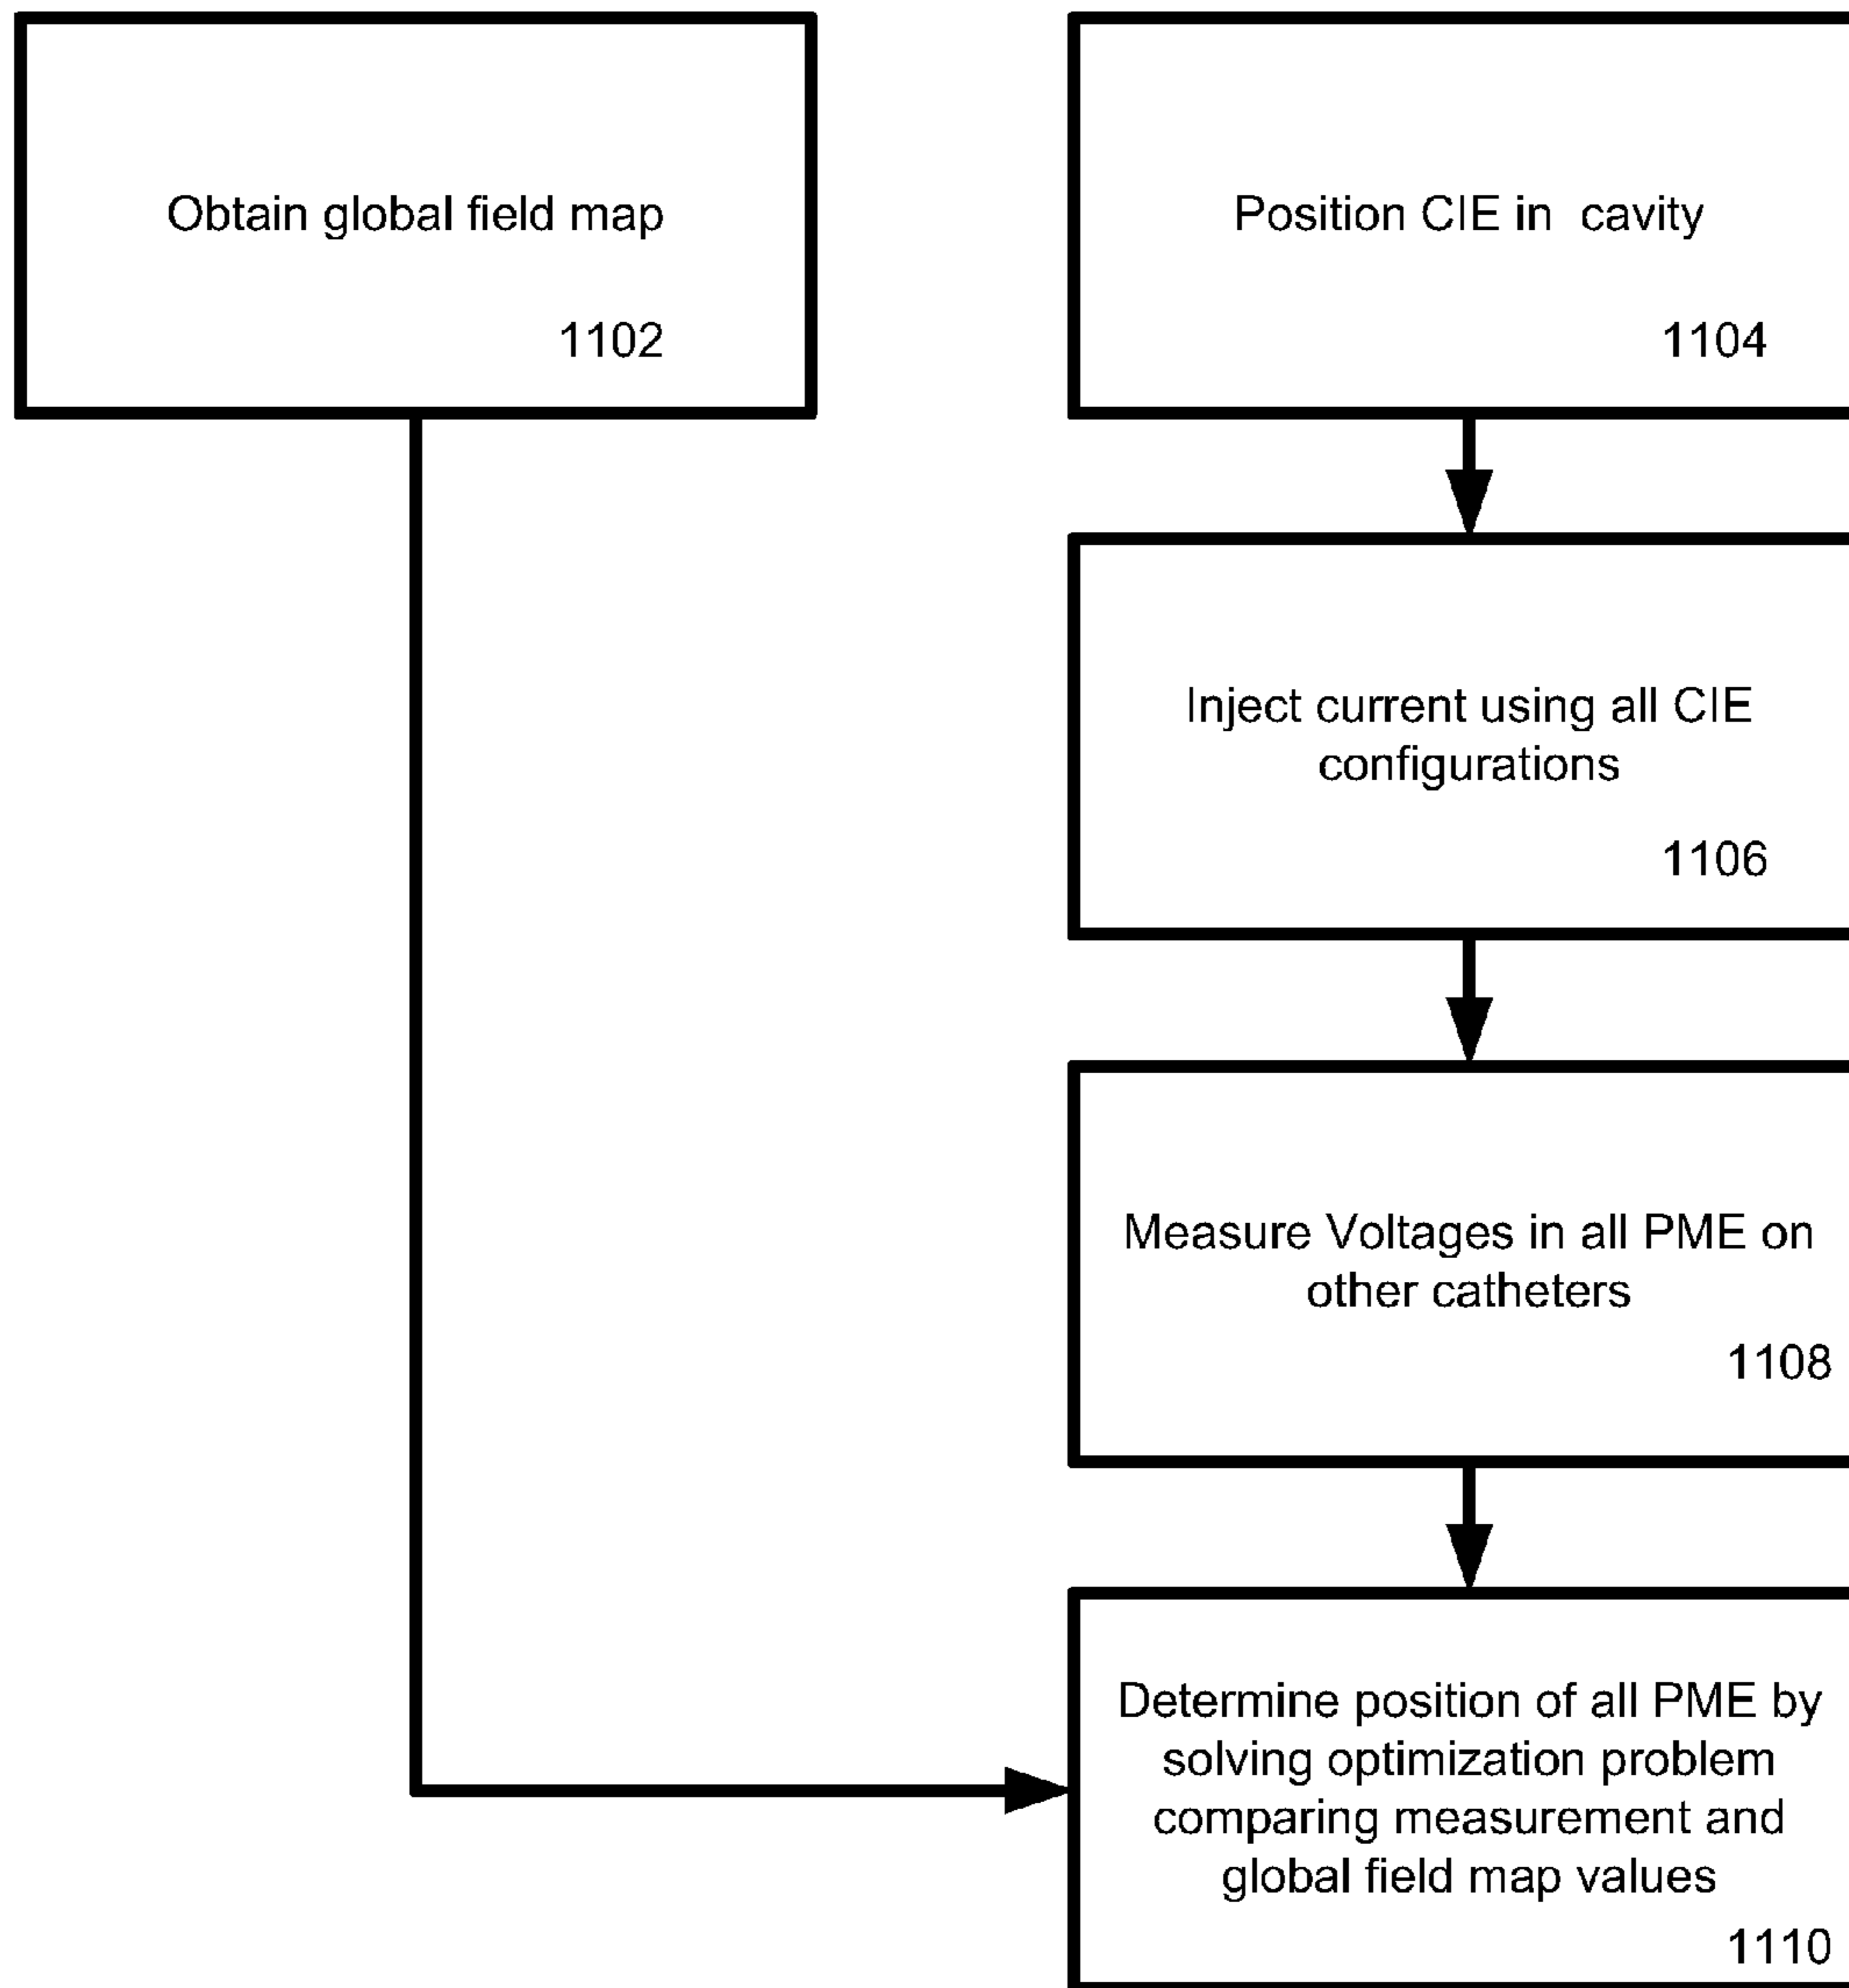 Obtain global field map
1102
Position CIE in cavity
1104
Inject current using all CIE
configurations
1106
Measure Voltages in all PME on
other catheters
1108
Determine position of all PME by
solving optimization problem
comparing measurement and
global field map values
1110